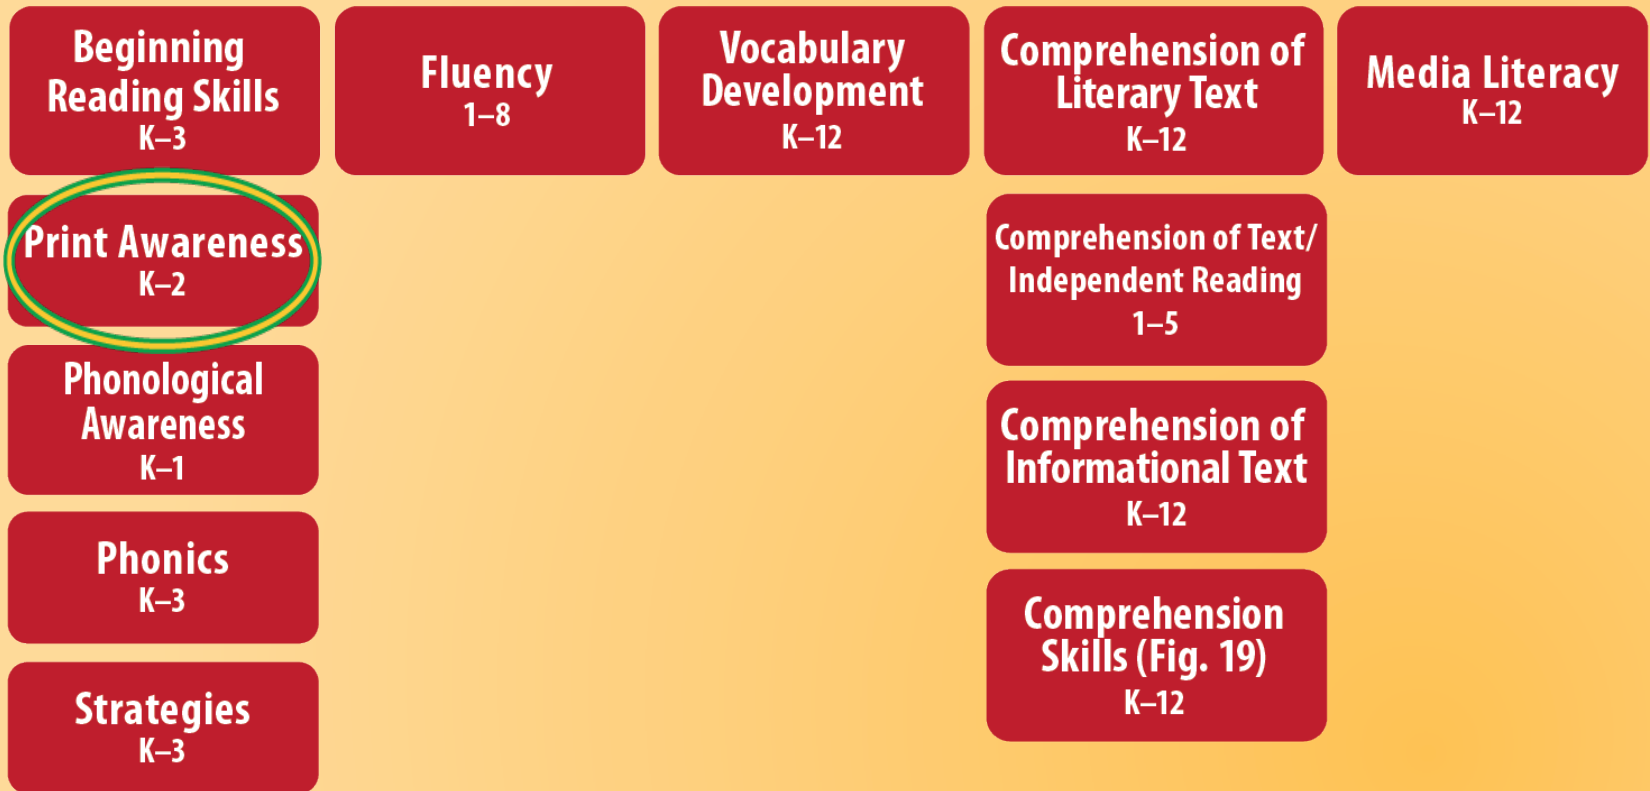 Beginning
Reading Skills
K–3
Print Awareness
K–2
Phonological
Awareness
K–1
Phonics
K–3
Strategies
K–3
Fluency
1–8
Vocabulary
Development
K–12
Comprehension of
Literary Text
K–12
Comprehension of Text/
Independent Reading
1–5
Comprehension of
Informational Text
K–12
Comprehension
Skills (Fig. 19)
K–12
Media Literacy
K–12